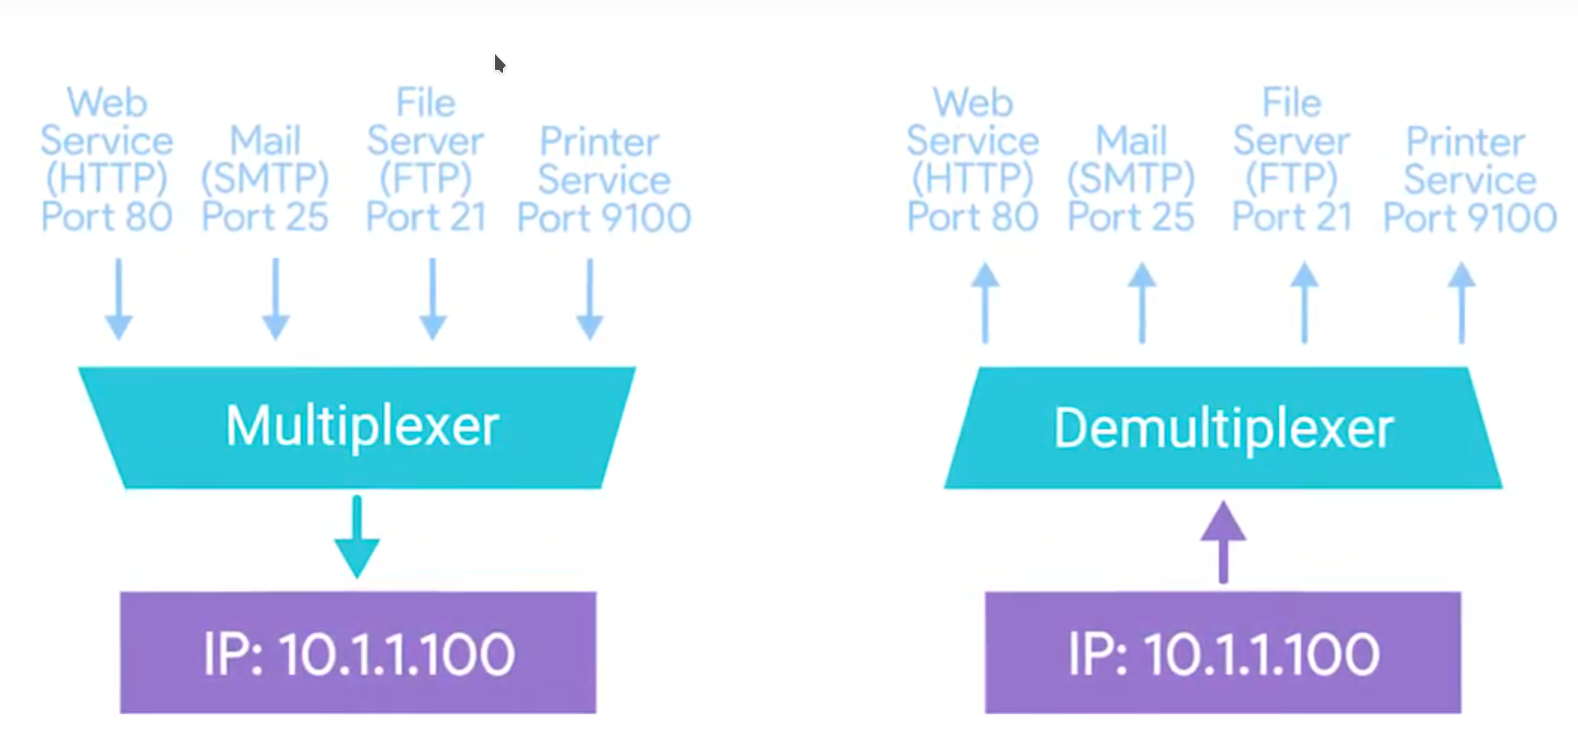 Web
Service
(HTTP)
Port 80
Mail
(SMTP)
Port 25
File
Server
(FTP)
Port 21
Printer
Service
Port 9100
Multiplexer
IP: 10.1.1.100
Web
Service
(HTTP)
Port 80
Mail
(SMTP)
Port 25
File
Server
(FTP)
Port 21
Printer
Service
Port 9100
Demultiplexer
IP: 10.1.1.100